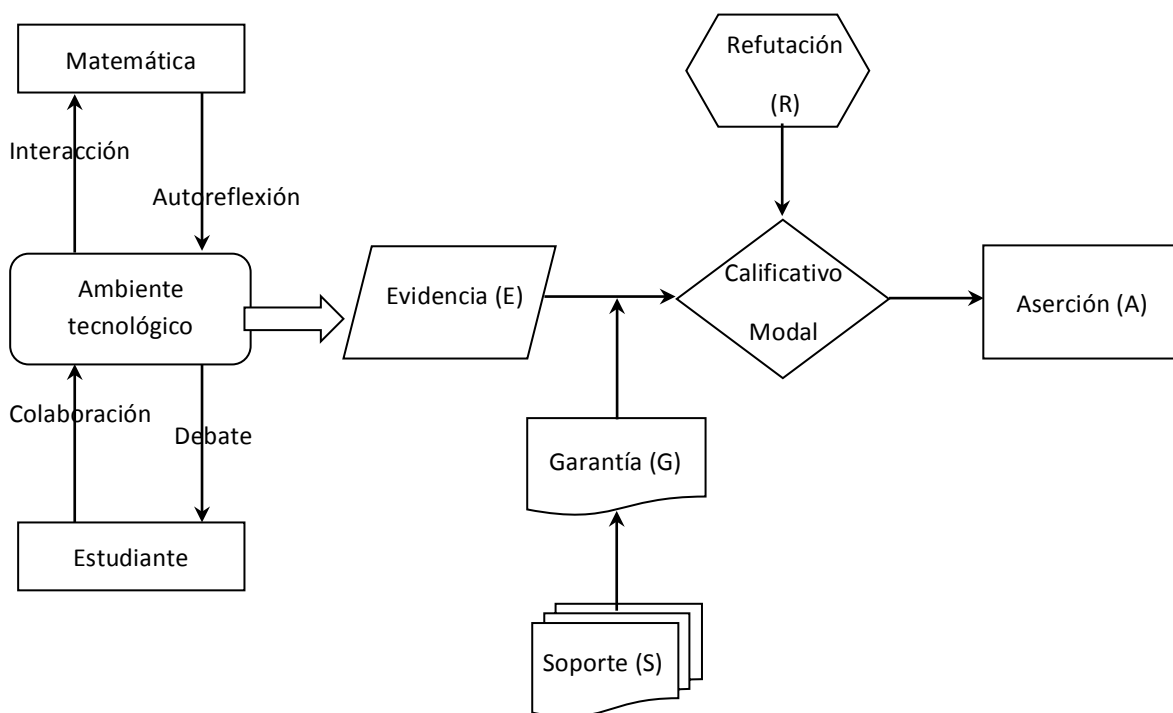 Matemática
Refutación
(R)
Interacción
Autoreflexión
Ambiente
tecnológico
Evidencia (E)
Calificativo
Modal
Aserción (A)
Colaboración
Debate
Garantía (G)
Estudiante
Soporte (S)